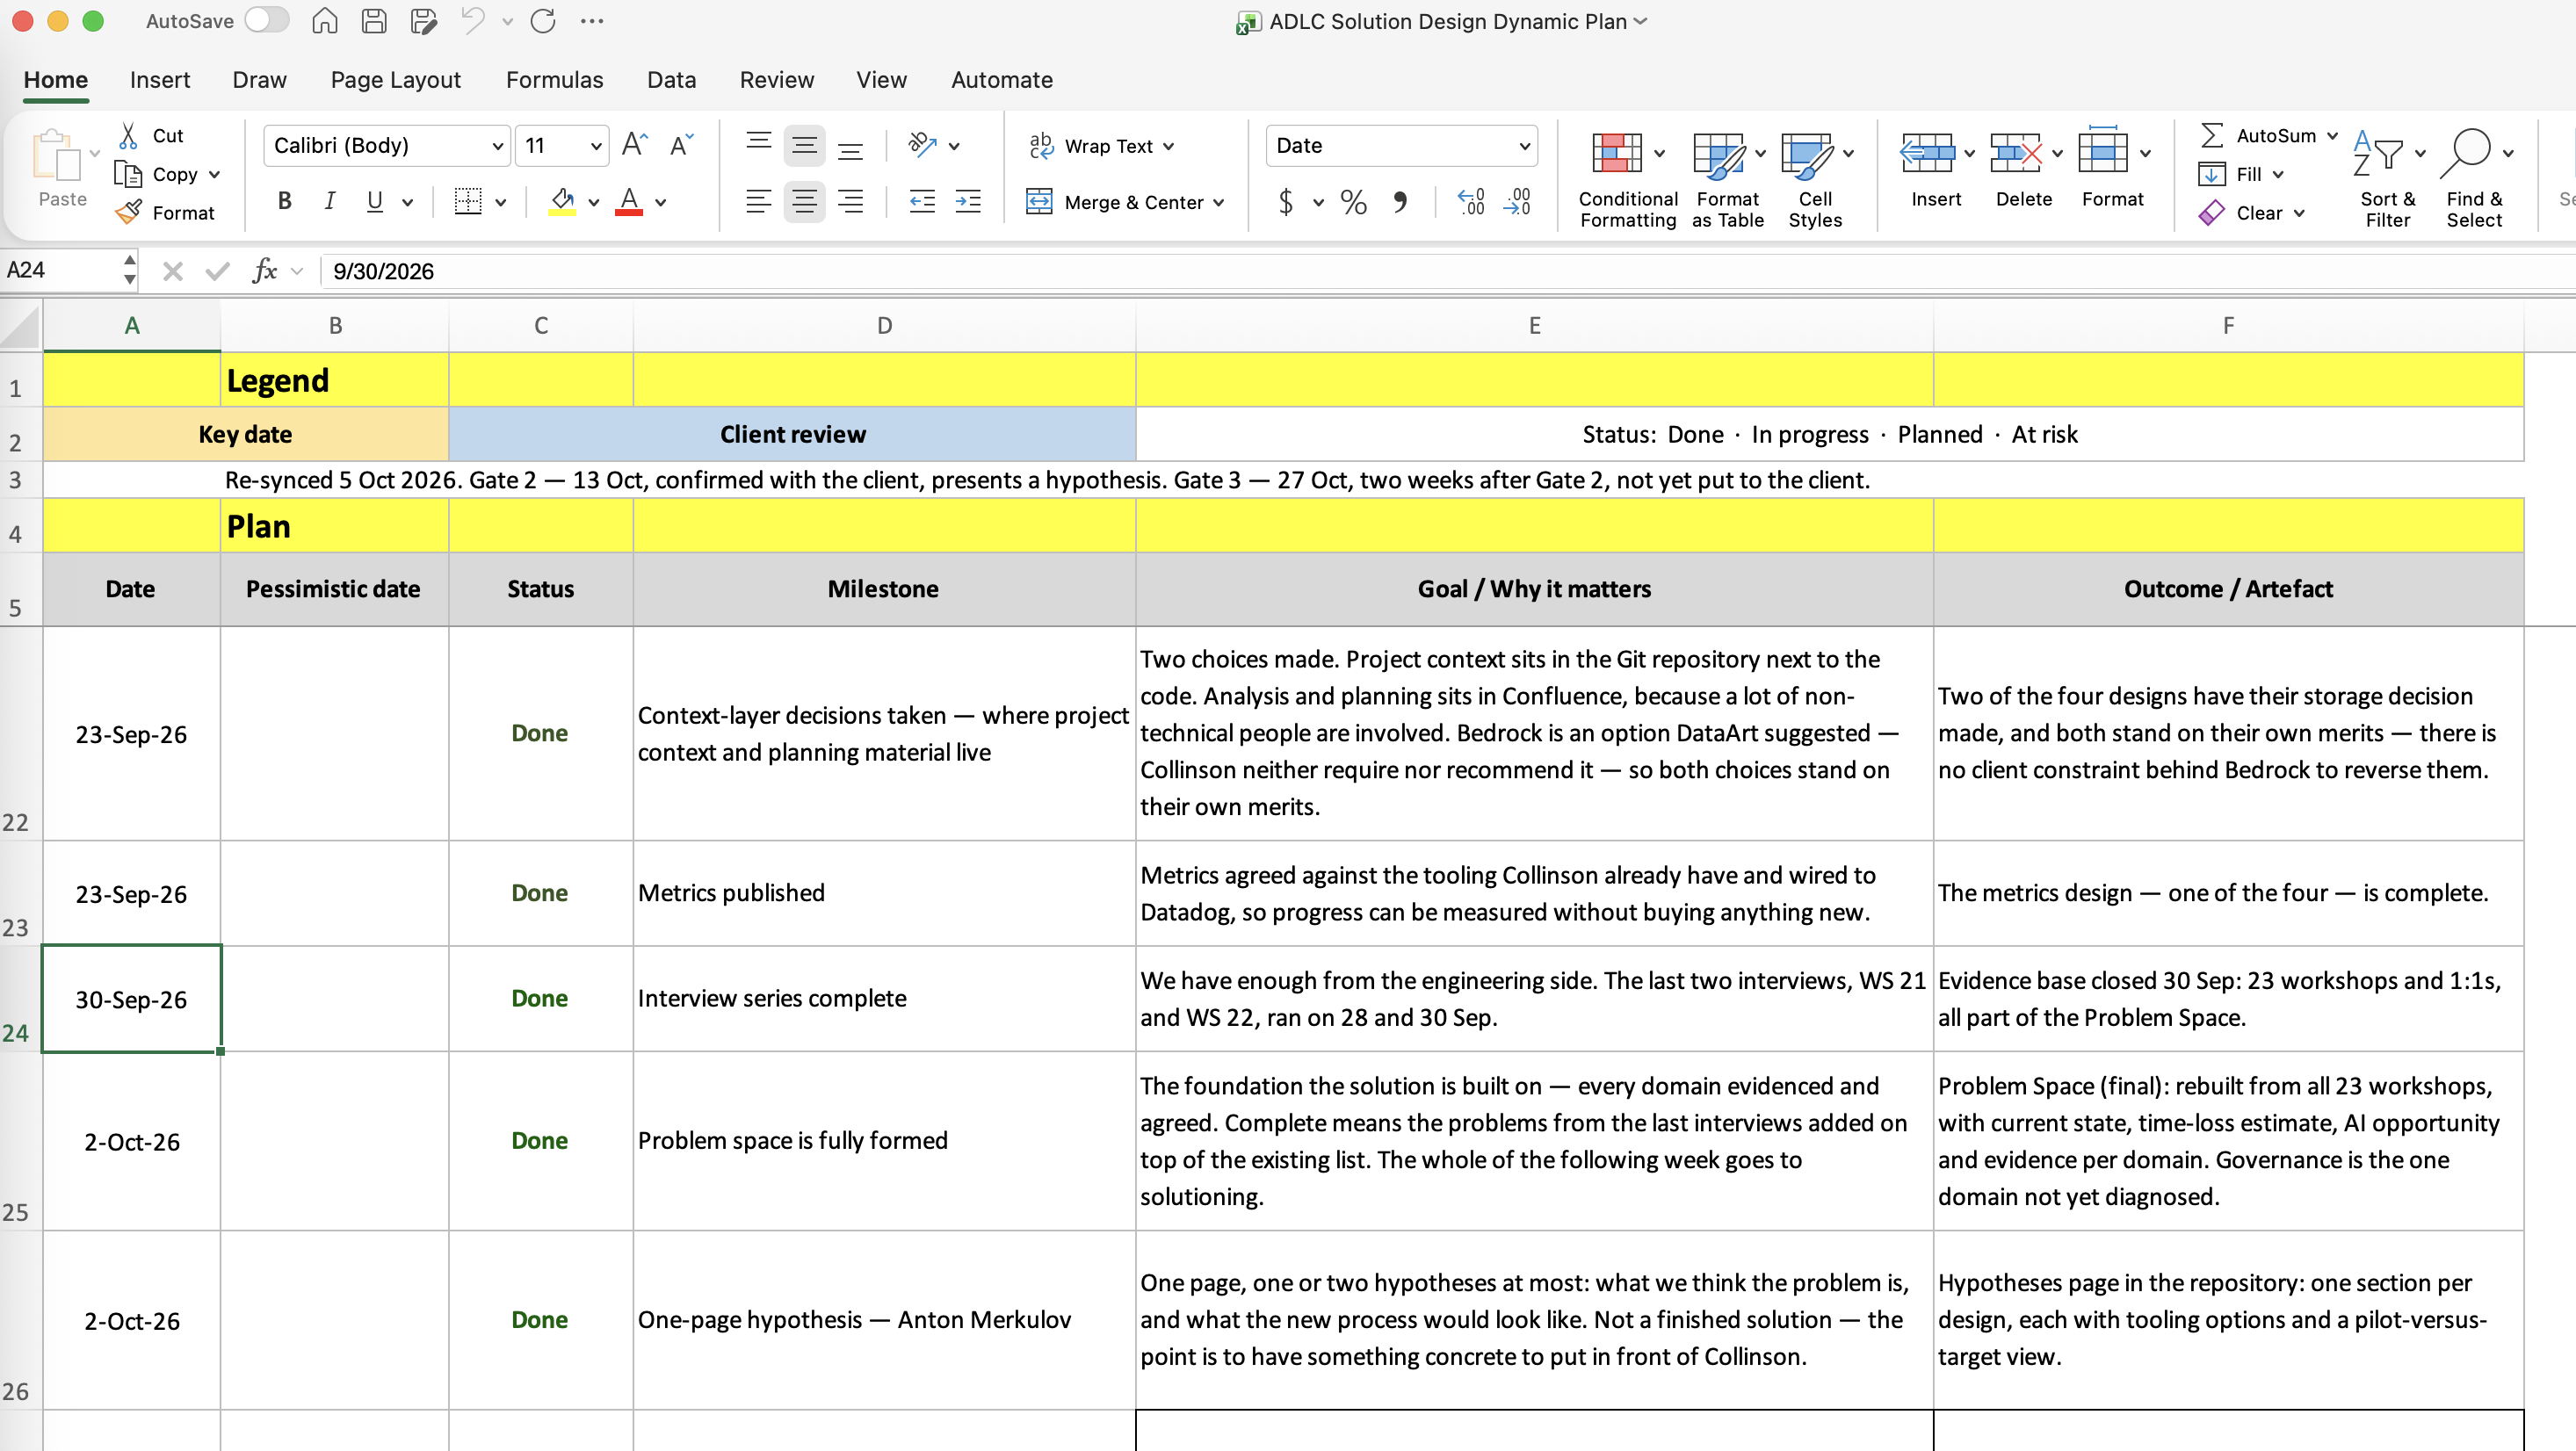 AutoSave
ADLC Solution Design Dynamic Plan
Home Insert Draw Page Layout Formulas Data Review View Automate
Paste
Cut
Copy
Format
Calibri (Body) 11
B I U
Wrap Text
Merge & Center
Date
$ %
Conditional Formatting
Format as Table
Cell Styles
Insert
Delete
Format
AutoSum
Fill
Clear
Sort & Filter
Find & Select
A24 fx 9/30/2026
A B C D E F
1 Legend
2 Key date Client review Status: Done · In progress · Planned · At risk
3 Re-synced 5 Oct 2026. Gate 2 — 13 Oct, confirmed with the client, presents a hypothesis. Gate 3 — 27 Oct, two weeks after Gate 2, not yet put to the client.
4 Plan
5 Date Pessimistic date Status Milestone Goal / Why it matters Outcome / Artefact
22
23-Sep-26
Done
Context-layer decisions taken — where project
context and planning material live
Two choices made. Project context sits in the Git repository next to the
code. Analysis and planning sits in Confluence, because a lot of non-
technical people are involved. Bedrock is an option DataArt suggested —
Collinson neither require nor recommend it — so both choices stand on
their own merits.
Two of the four designs have their storage decision
made, and both stand on their own merits — there is
no client constraint behind Bedrock to reverse them.
23
23-Sep-26
Done
Metrics published
Metrics agreed against the tooling Collinson already have and wired to
Datadog, so progress can be measured without buying anything new.
The metrics design — one of the four — is complete.
24
30-Sep-26
Done
Interview series complete
We have enough from the engineering side. The last two interviews, WS 21
and WS 22, ran on 28 and 30 Sep.
Evidence base closed 30 Sep: 23 workshops and 1:1s,
all part of the Problem Space.
25
2-Oct-26
Done
Problem space is fully formed
The foundation the solution is built on — every domain evidenced and
agreed. Complete means the problems from the last interviews added on
top of the existing list. The whole of the following week goes to
solutioning.
Problem Space (final): rebuilt from all 23 workshops,
with current state, time-loss estimate, AI opportunity
and evidence per domain. Governance is the one
domain not yet diagnosed.
26
2-Oct-26
Done
One-page hypothesis — Anton Merkulov
One page, one or two hypotheses at most: what we think the problem is,
and what the new process would look like. Not a finished solution — the
point is to have something concrete to put in front of Collinson.
Hypotheses page in the repository: one section per
design, each with tooling options and a pilot-versus-
target view.